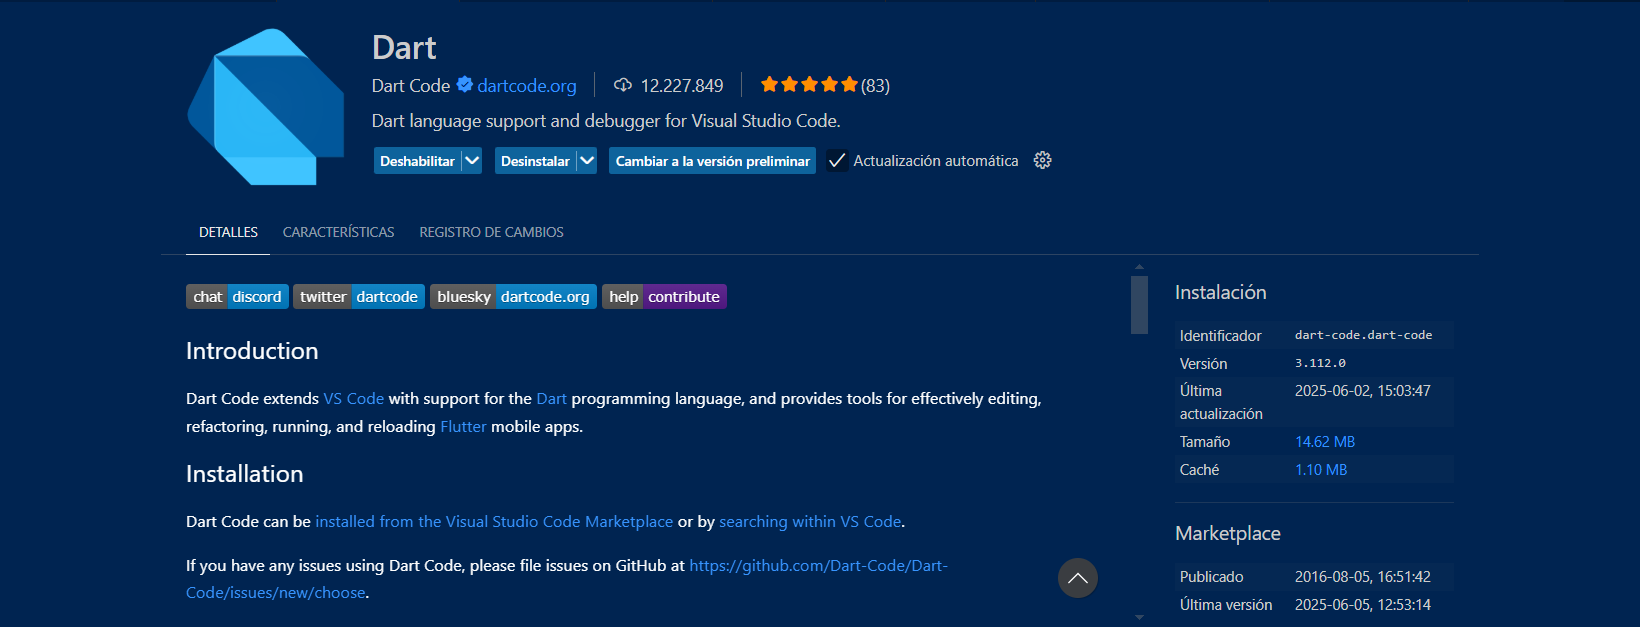 Dart
Dart Code dartcode.org 12.227.849 (83)
Dart language support and debugger for Visual Studio Code.
Deshabilitar Desinstalar Cambiar a la versión preliminar Actualización automática
DETALLES CARACTERÍSTICAS REGISTRO DE CAMBIOS
chat discord twitter dartcode bluesky dartcode.org help contribute
Introduction
Dart Code extends VS Code with support for the Dart programming language, and provides tools for effectively editing,
refactoring, running, and reloading Flutter mobile apps.
Installation
Dart Code can be installed from the Visual Studio Code Marketplace or by searching within VS Code.
If you have any issues using Dart Code, please file issues on GitHub at https://github.com/Dart-Code/Dart-
Code/issues/new/choose.
Instalación
Identificador dart-code.dart-code
Versión 3.112.0
Última 2025-06-02, 15:03:47
actualización
Tamaño 14.62 MB
Caché 1.10 MB
Marketplace
Publicado 2016-08-05, 16:51:42
Última versión 2025-06-05, 12:53:14